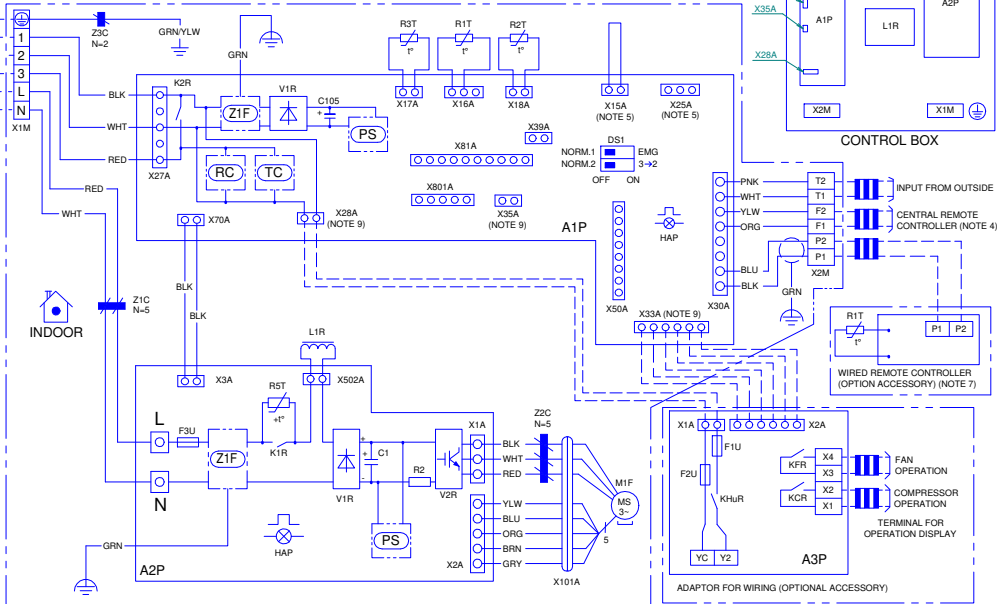 Z3C
N=2
GRN/YLW
1
2
3
L
N
X1M
BLK
WHT
RED
K2R
X27A
GRN
Z1F
V1R
C105
+
PS
RC
TC
R3T
t°
X17A
R1T
t°
X16A
R2T
t°
X18A
X15A
(NOTE 5)
X25A
(NOTE 5)
X39A
X81A
X801A
X35A
(NOTE 9)
DS1
NORM.1
NORM.2
EMG
3→2
OFF
ON
X28A
(NOTE 9)
A1P
HAP
X50A
X30A
X33A (NOTE 9)
X70A
X35A
X28A
A1P
L1R
A2P
X2M
X1M
CONTROL BOX
PNK
WHT
YLW
ORG
BLU
BLK
T2
T1
F2
F1
P2
P1
X2M
GRN
INPUT FROM OUTSIDE
CENTRAL REMOTE
CONTROLLER (NOTE 4)
R1T
t°
P1
P2
WIRED REMOTE CONTROLLER
(OPTION ACCESSORY) (NOTE 7)
RED
WHT
INDOOR
Z1C
N=5
BLK
BLK
X3A
L1R
X502A
L
F3U
N
Z1F
R5T
+t°
K1R
+
-
V1R
+
C1
R2
V2R
PS
HAP
GRN
A2P
X1A
BLK
WHT
RED
Z2C
N=5
YLW
BLU
ORG
BRN
GRY
X2A
X101A
5
M1F
MS
3~
X1A
X2A
F1U
F2U
KHuR
YC
Y2
A3P
KFR
KCR
X4
X3
X2
X1
FAN
OPERATION
COMPRESSOR
OPERATION
TERMINAL FOR
OPERATION DISPLAY
ADAPTOR FOR WIRING (OPTIONAL ACCESSORY)